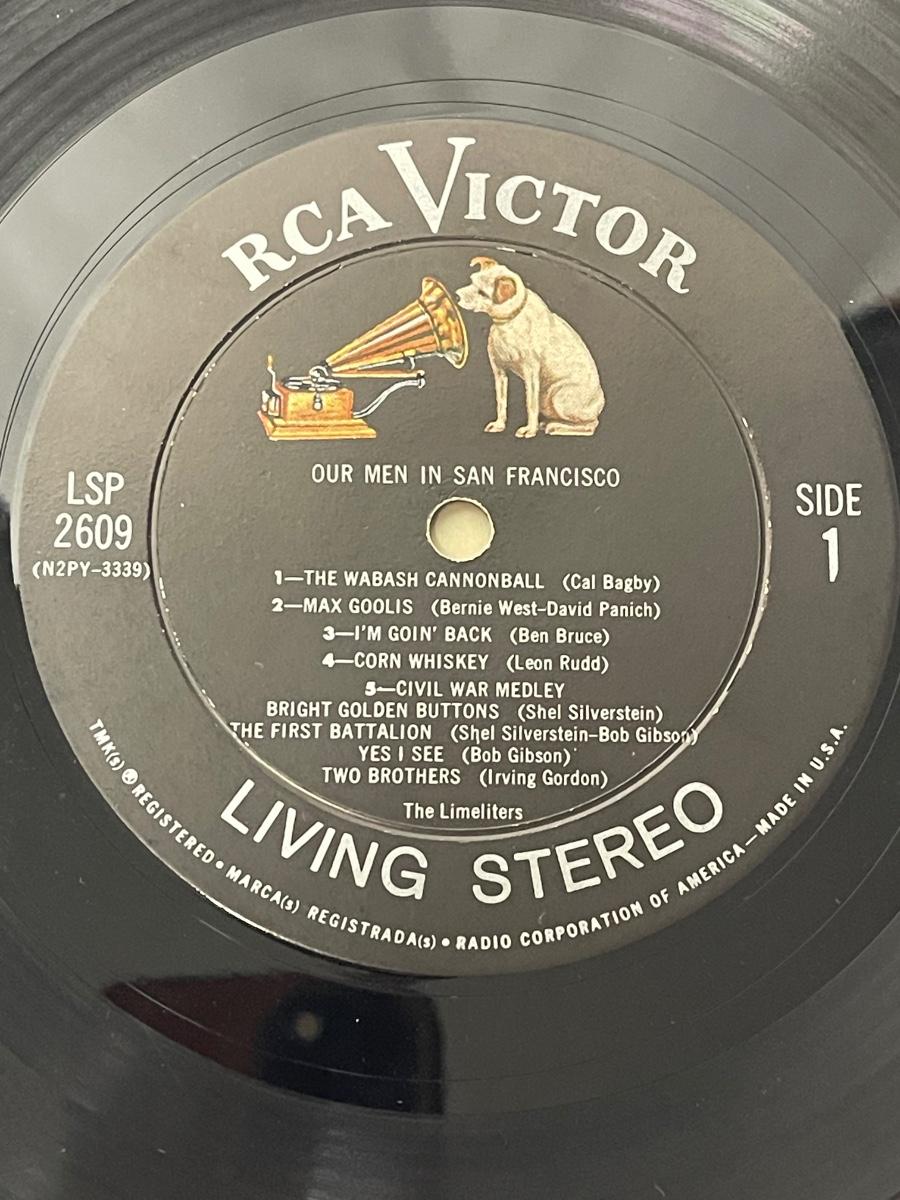 RCA VICTOR
OUR MEN IN SAN FRANCISCO
LSP
2609
(N2PY-3339)
SIDE
1
1—THE WABASH CANNONBALL (Cal Bagby)
2—MAX GOOLIS (Bernie West-David Panich)
3—I'M GOIN' BACK (Ben Bruce)
4—CORN WHISKEY (Leon Rudd)
5—CIVIL WAR MEDLEY
BRIGHT GOLDEN BUTTONS (Shel Silverstein)
THE FIRST BATTALION (Shel Silverstein-Bob Gibson)
YES I SEE (Bob Gibson)
TWO BROTHERS (Irving Gordon)
The Limeliters
LIVING STEREO
TMK(s) ® REGISTERED • MARCA(s) REGISTRADA(s) • RADIO CORPORATION OF AMERICA—MADE IN U.S.A.